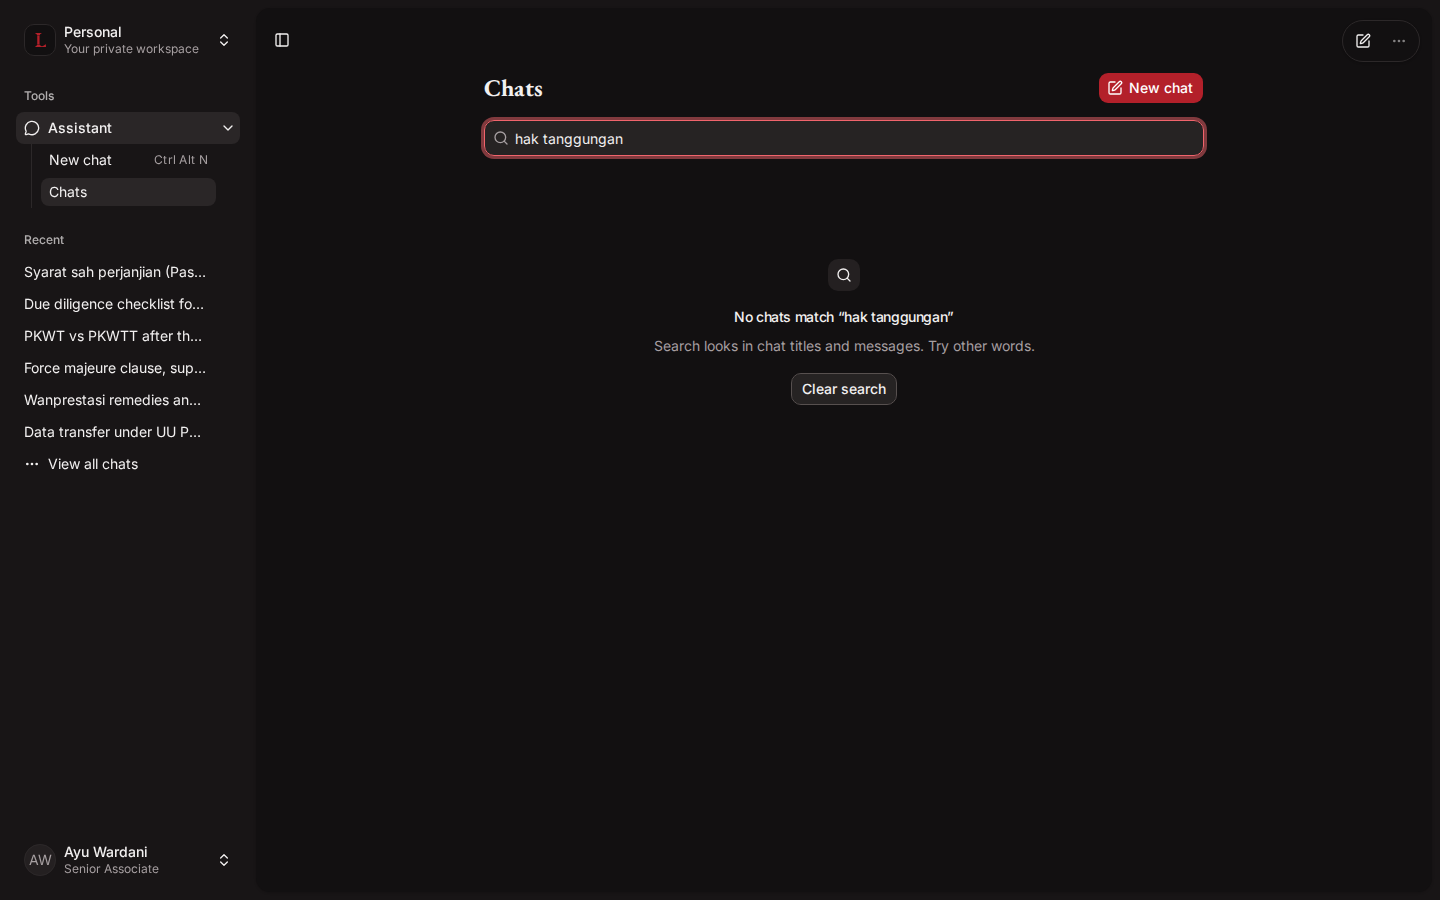 L
Personal
Your private workspace
Tools
Assistant
New chat Ctrl Alt N
Chats
Recent
Syarat sah perjanjian (Pas...
Due diligence checklist fo...
PKWT vs PKWTT after th...
Force majeure clause, sup...
Wanprestasi remedies an...
Data transfer under UU P...
View all chats
AW
Ayu Wardani
Senior Associate
Chats
New chat
hak tanggungan
No chats match “hak tanggungan”
Search looks in chat titles and messages. Try other words.
Clear search